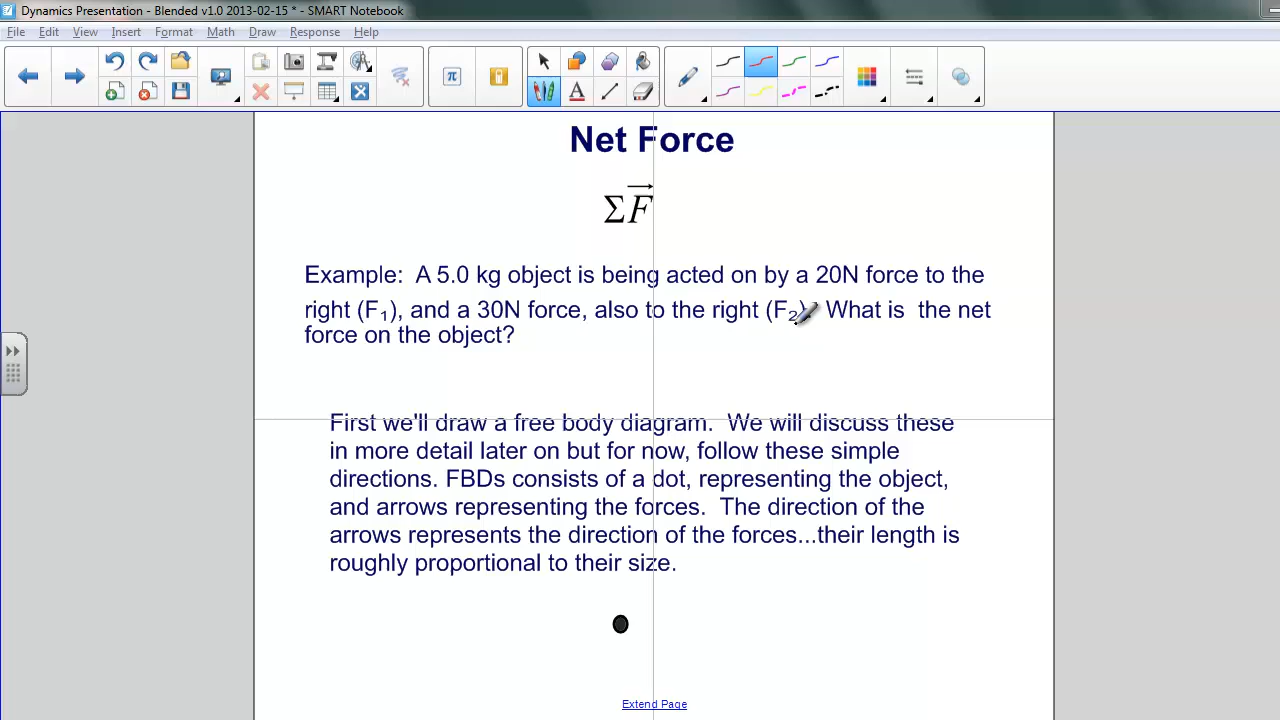 Dynamics Presentation - Blended v1.0 2013-02-15 * - SMART Notebook
File Edit View Insert Format Math Draw Response Help
π
A
Net Force
ΣF
Example: A 5.0 kg object is being acted on by a 20N force to the
right (F₁), and a 30N force, also to the right (F₂). What is the net
force on the object?
First we'll draw a free body diagram. We will discuss these
in more detail later on but for now, follow these simple
directions. FBDs consists of a dot, representing the object,
and arrows representing the forces. The direction of the
arrows represents the direction of the forces...their length is
roughly proportional to their size.
Extend Page